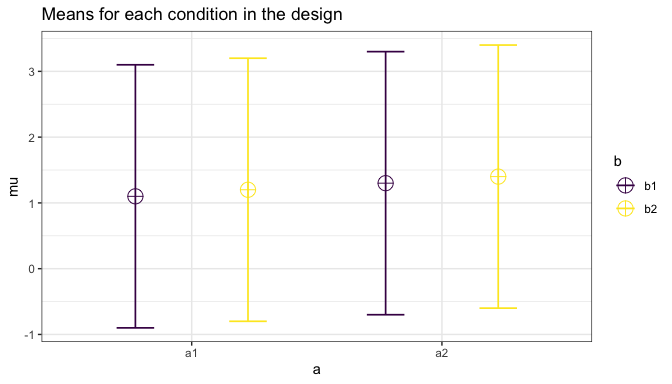 Means for each condition in the design
mu
3
2
1
0
-1
a1
a2
a
b
b1
b2